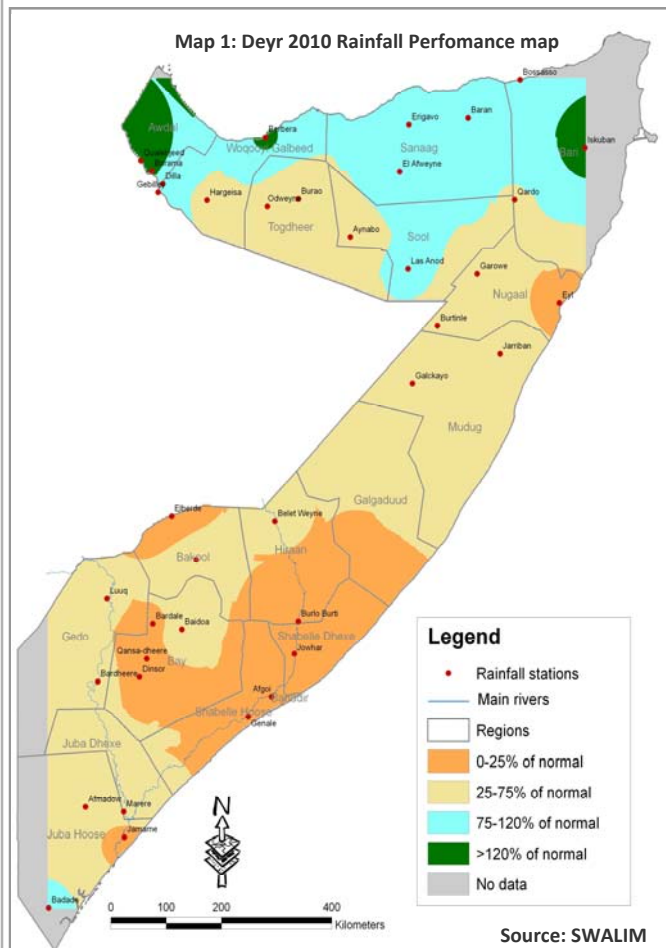 Map 1: Deyr 2010 Rainfall Perfomance map
Bossasso
Baran
Erigavo
Berbera
Awdal
Iskuban
Woqooyi Galbeed
Sanaag
Bari
Borama
Dilla
El Afweyne
Gebilley
Hargeisa
Odweyne
Burao
Qardo
Togdheer
Aynabo
Sool
Las Anod
Garowe
Nugaal
Eyl
Burtinle
Jarriban
Galckayo
Mudug
Galgaduud
Elberde
Belet Weyne
Hiraan
Bakool
Luuq
Bardale
Baidoa
Burlo Burti
Gedo
Shabelle Dhexe
Qansa-dheere
Bay
Jowhar
Bardheere
Dinsor
Afgoi
Banadir
Shabelle Hoose
Genale
Juba Dhexe
Afmadow
Marere
Juba Hoose
Jamame
Badade
N
0
100
200
400
Kilometers
Legend
Rainfall stations
Main rivers
Regions
0-25% of normal
25-75% of normal
75-120% of normal
>120% of normal
No data
Source: SWALIM